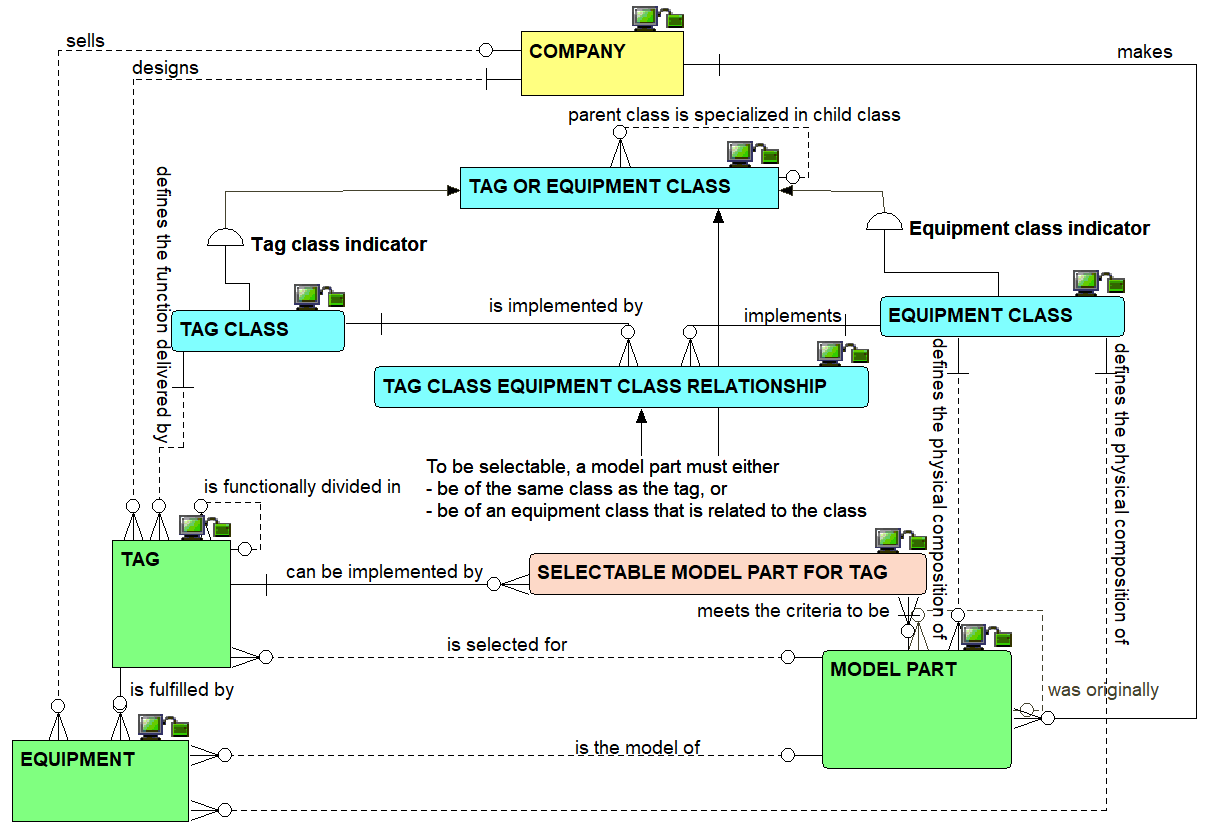 sells
COMPANY
makes
designs
parent class is specialized in child class
TAG OR EQUIPMENT CLASS
defines the function delivered by
Tag class indicator
Equipment class indicator
is implemented by
implements
TAG CLASS
EQUIPMENT CLASS
TAG CLASS EQUIPMENT CLASS RELATIONSHIP
defines the physical composition of
defines the physical composition of
To be selectable, a model part must either
- be of the same class as the tag, or
- be of an equipment class that is related to the class
is functionally divided in
TAG
can be implemented by
SELECTABLE MODEL PART FOR TAG
meets the criteria to be
is selected for
MODEL PART
is fulfilled by
was originally
EQUIPMENT
is the model of